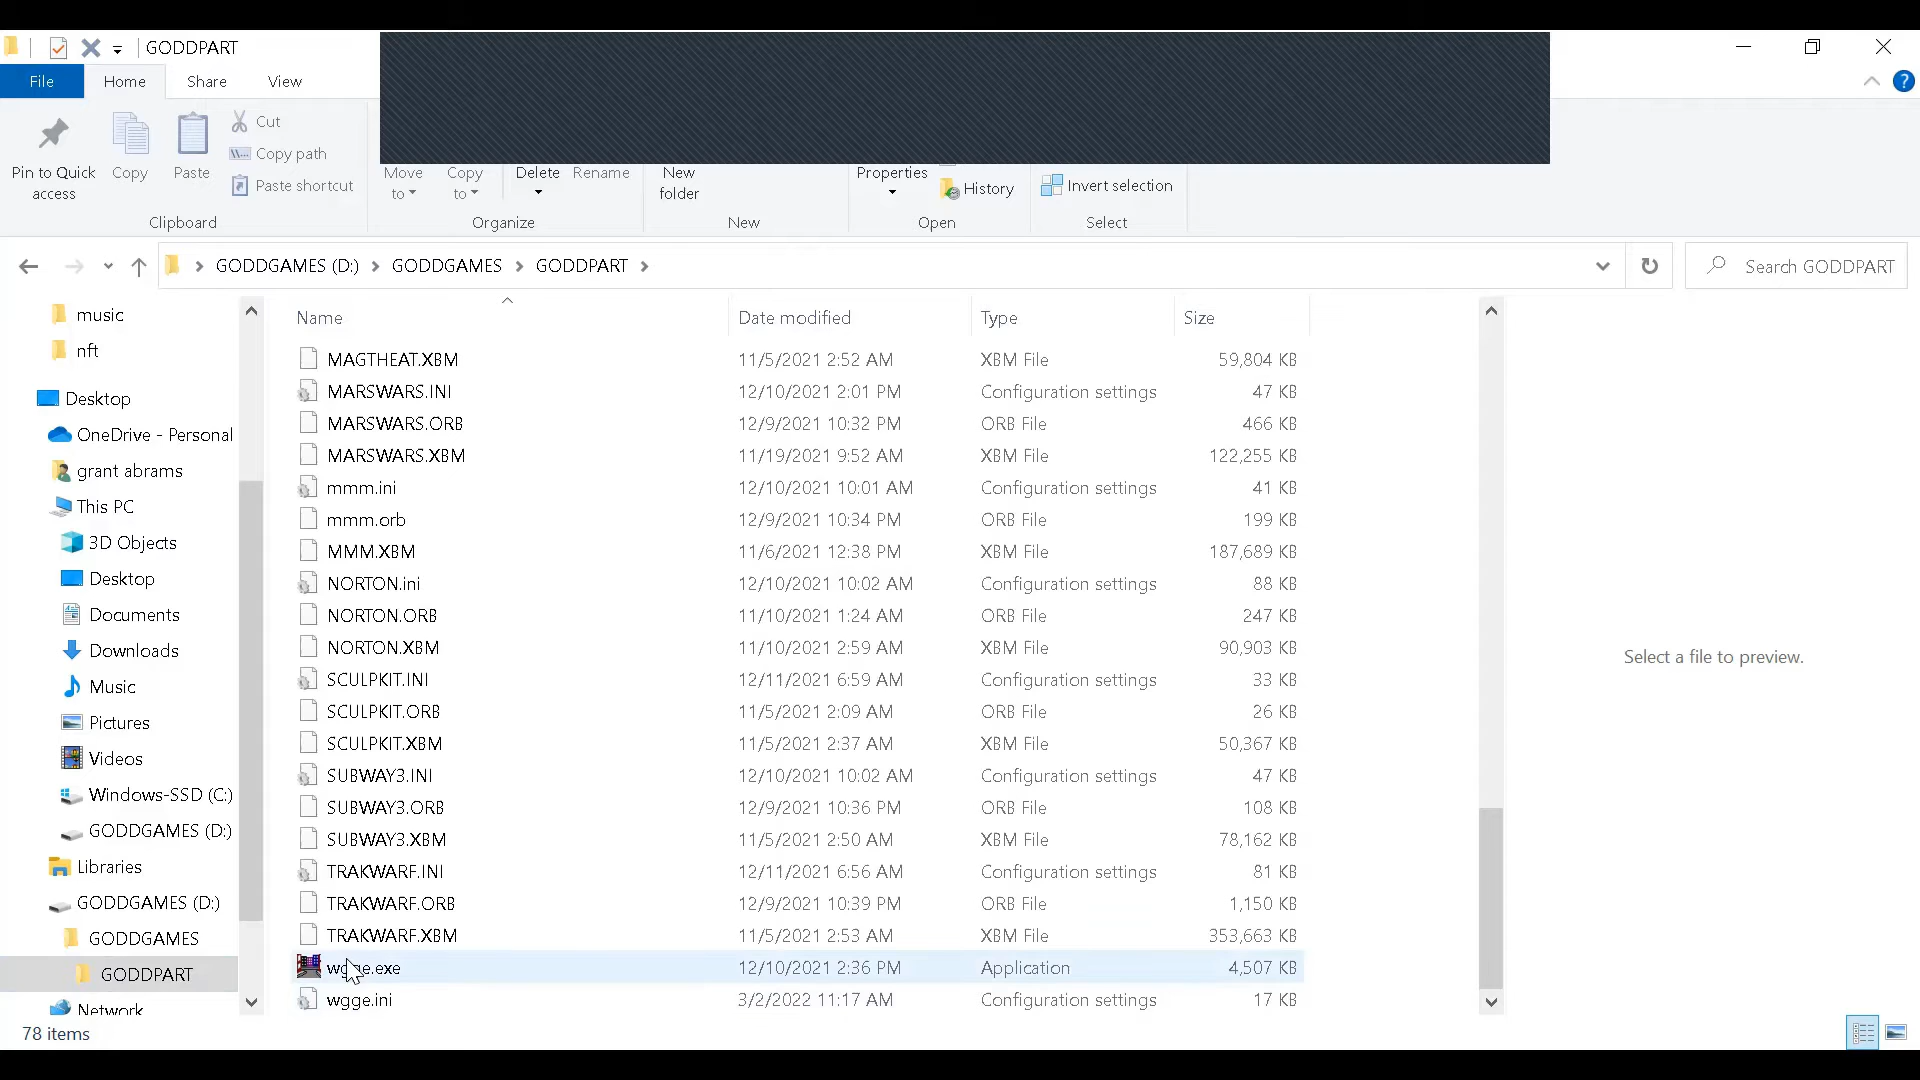 GODDPART
File Home Share View
Pin to Quick access
Copy
Paste
Cut
Copy path
Paste shortcut
Clipboard
Move to
Copy to
Delete
Rename
Organize
New folder
New
Properties
History
Open
Invert selection
Select
GODDGAMES (D:) GODDGAMES GODDPART
Search GODDPART
music
nft
Desktop
OneDrive - Personal
grant abrams
This PC
3D Objects
Desktop
Documents
Downloads
Music
Pictures
Videos
Windows-SSD (C:)
GODDGAMES (D:)
Libraries
GODDGAMES (D:)
GODDGAMES
GODDPART
Network
Name Date modified Type Size
MAGTHEAT.XBM 11/5/2021 2:52 AM XBM File 59,804 KB
MARSWARS.INI 12/10/2021 2:01 PM Configuration settings 47 KB
MARSWARS.ORB 12/9/2021 10:32 PM ORB File 466 KB
MARSWARS.XBM 11/19/2021 9:52 AM XBM File 122,255 KB
mmm.ini 12/10/2021 10:01 AM Configuration settings 41 KB
mmm.orb 12/9/2021 10:34 PM ORB File 199 KB
MMM.XBM 11/6/2021 12:38 PM XBM File 187,689 KB
NORTON.ini 12/10/2021 10:02 AM Configuration settings 88 KB
NORTON.ORB 11/10/2021 1:24 AM ORB File 247 KB
NORTON.XBM 11/10/2021 2:59 AM XBM File 90,903 KB
SCULPKIT.INI 12/11/2021 6:59 AM Configuration settings 33 KB
SCULPKIT.ORB 11/5/2021 2:09 AM ORB File 26 KB
SCULPKIT.XBM 11/5/2021 2:37 AM XBM File 50,367 KB
SUBWAY3.INI 12/10/2021 10:02 AM Configuration settings 47 KB
SUBWAY3.ORB 12/9/2021 10:36 PM ORB File 108 KB
SUBWAY3.XBM 11/5/2021 2:50 AM XBM File 78,162 KB
TRAKWARF.INI 12/11/2021 6:56 AM Configuration settings 81 KB
TRAKWARF.ORB 12/9/2021 10:39 PM ORB File 1,150 KB
TRAKWARF.XBM 11/5/2021 2:53 AM XBM File 353,663 KB
wgge.exe 12/10/2021 2:36 PM Application 4,507 KB
wgge.ini 3/2/2022 11:17 AM Configuration settings 17 KB
Select a file to preview.
78 items